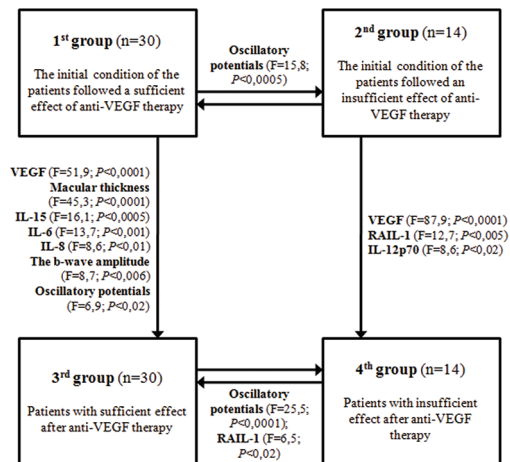 1st group (n=30)
The initial condition of the
patients followed a sufficient
effect of anti-VEGF therapy
Oscillatory
potentials (F=15,8;
P<0,0005)
2nd group (n=14)
The initial condition of the
patients followed an
insufficient effect of anti-
VEGF therapy
VEGF (F=51,9; P<0,0001)
Macular thickness
(F=45,3; P<0,0001)
IL-15 (F=16,1; P<0,0005)
IL-6 (F=13,7; P<0,001)
IL-8 (F=8,6; P<0,01)
The b-wave amplitude
(F=8,7; P<0,006)
Oscillatory potentials
(F=6,9; P<0,02)
VEGF (F=87,9; P<0,0001)
RAIL-1 (F=12,7; P<0,005)
IL-12p70 (F=8,6; P<0,02)
3rd group (n=30)
Patients with sufficient effect
after anti-VEGF therapy
Oscillatory
potentials (F=25,5;
P<0,0001);
RAIL-1 (F=6,5;
P<0,02)
4th group (n=14)
Patients with insufficient
effect after anti-VEGF
therapy